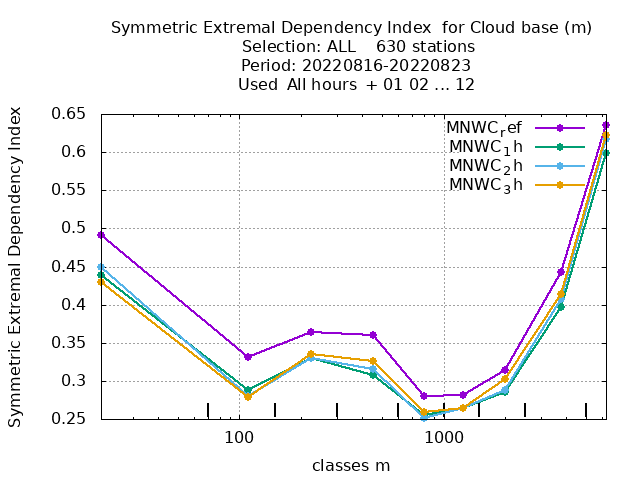 Symmetric Extremal Dependency Index  for Cloud base (m)
Selection: ALL    630 stations
Period: 20220816-20220823
Used  All hours  + 01 02 ... 12
Symmetric Extremal Dependency Index
0.65
0.6
0.55
0.5
0.45
0.4
0.35
0.3
0.25
MNWC_ref
MNWC_1h
MNWC_2h
MNWC_3h
100
1000
classes m